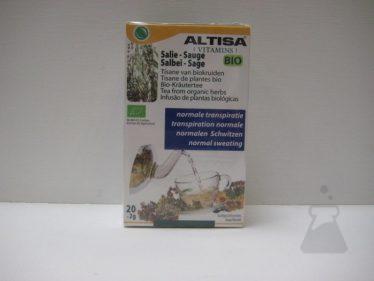 ALTISA
VITAMINS
BIO
Salie - Sauge
Salbei - Sage
Tisane van biokruiden
Tisane de plantes bio
Bio-Kräutertee
Tea from organic herbs
Infusão de plantas biológicas
normale transpiratie
transpiration normale
normalen Schwitzen
normal sweating
20